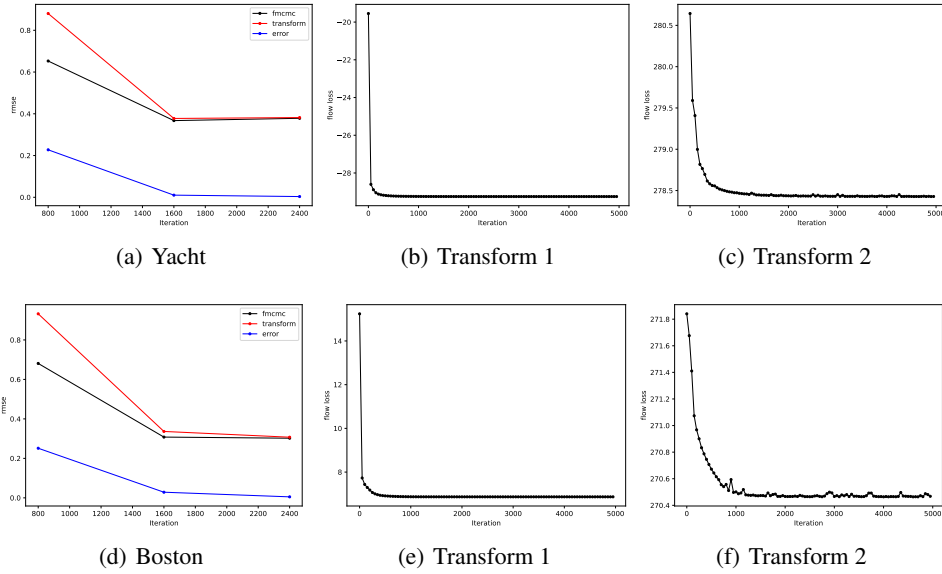 0.8
0.6
0.4
0.2
0.0
rmse
fmcmc
transform
error
800 1000 1200 1400 1600 1800 2000 2200 2400
Iteration
(a) Yacht
−20
−22
−24
−26
−28
flow loss
0 1000 2000 3000 4000 5000
Iteration
(b) Transform 1
280.5
280.0
279.5
279.0
278.5
flow loss
0 1000 2000 3000 4000 5000
Iteration
(c) Transform 2
0.8
0.6
0.4
0.2
0.0
rmse
fmcmc
transform
error
800 1000 1200 1400 1600 1800 2000 2200 2400
Iteration
(d) Boston
14
12
10
8
flow loss
0 1000 2000 3000 4000 5000
Iteration
(e) Transform 1
271.8
271.6
271.4
271.2
271.0
270.8
270.6
270.4
flow loss
0 1000 2000 3000 4000 5000
Iteration
(f) Transform 2